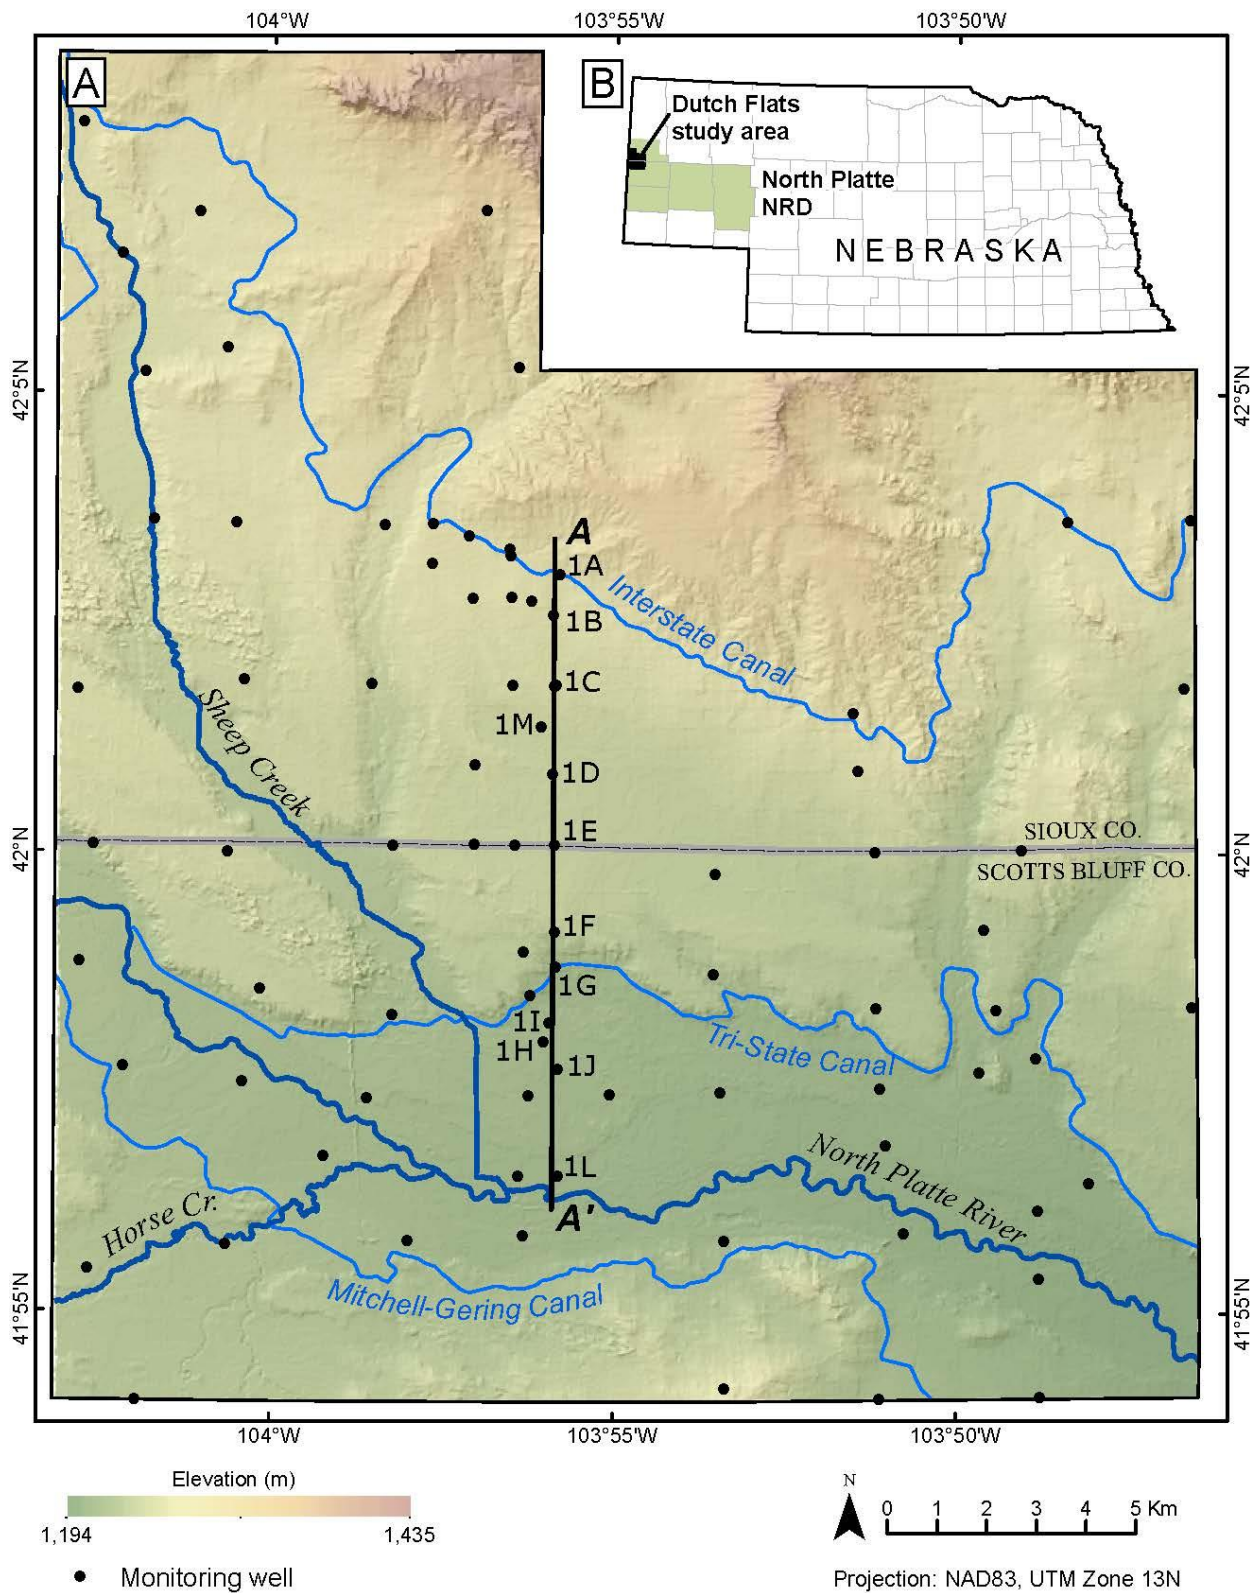 104°W
103°55'W
103°50'W
A
B
Dutch Flats
study area
North Platte
NRD
NEBRASKA
42°5'N
42°5'N
A
1A
Interstate Canal
1B
1C
Sheep Creek
1M
1D
1E
SIOUX CO.
42°N
42°N
SCOTTS BLUFF CO.
1F
1G
1I
1H
Tri-State Canal
1J
North Platte River
1L
Horse Cr.
A'
Mitchell-Gering Canal
41°55'N
41°55'N
104°W
103°55'W
103°50'W
Elevation (m)
1,194
1,435
Monitoring well
N
0 1 2 3 4 5 Km
Projection: NAD83, UTM Zone 13N